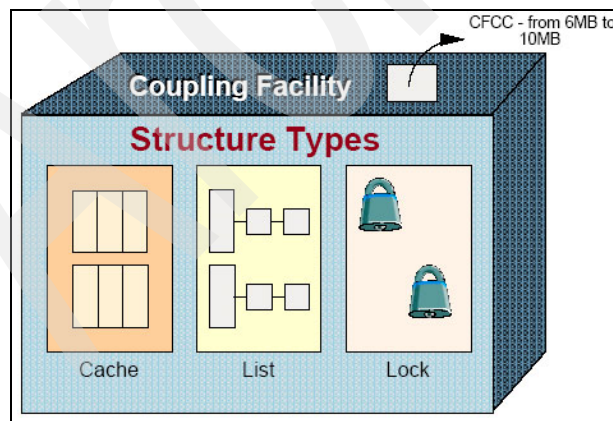 CFCC - from 6MB to
10MB
Coupling Facility
Structure Types
Cache
List
Lock